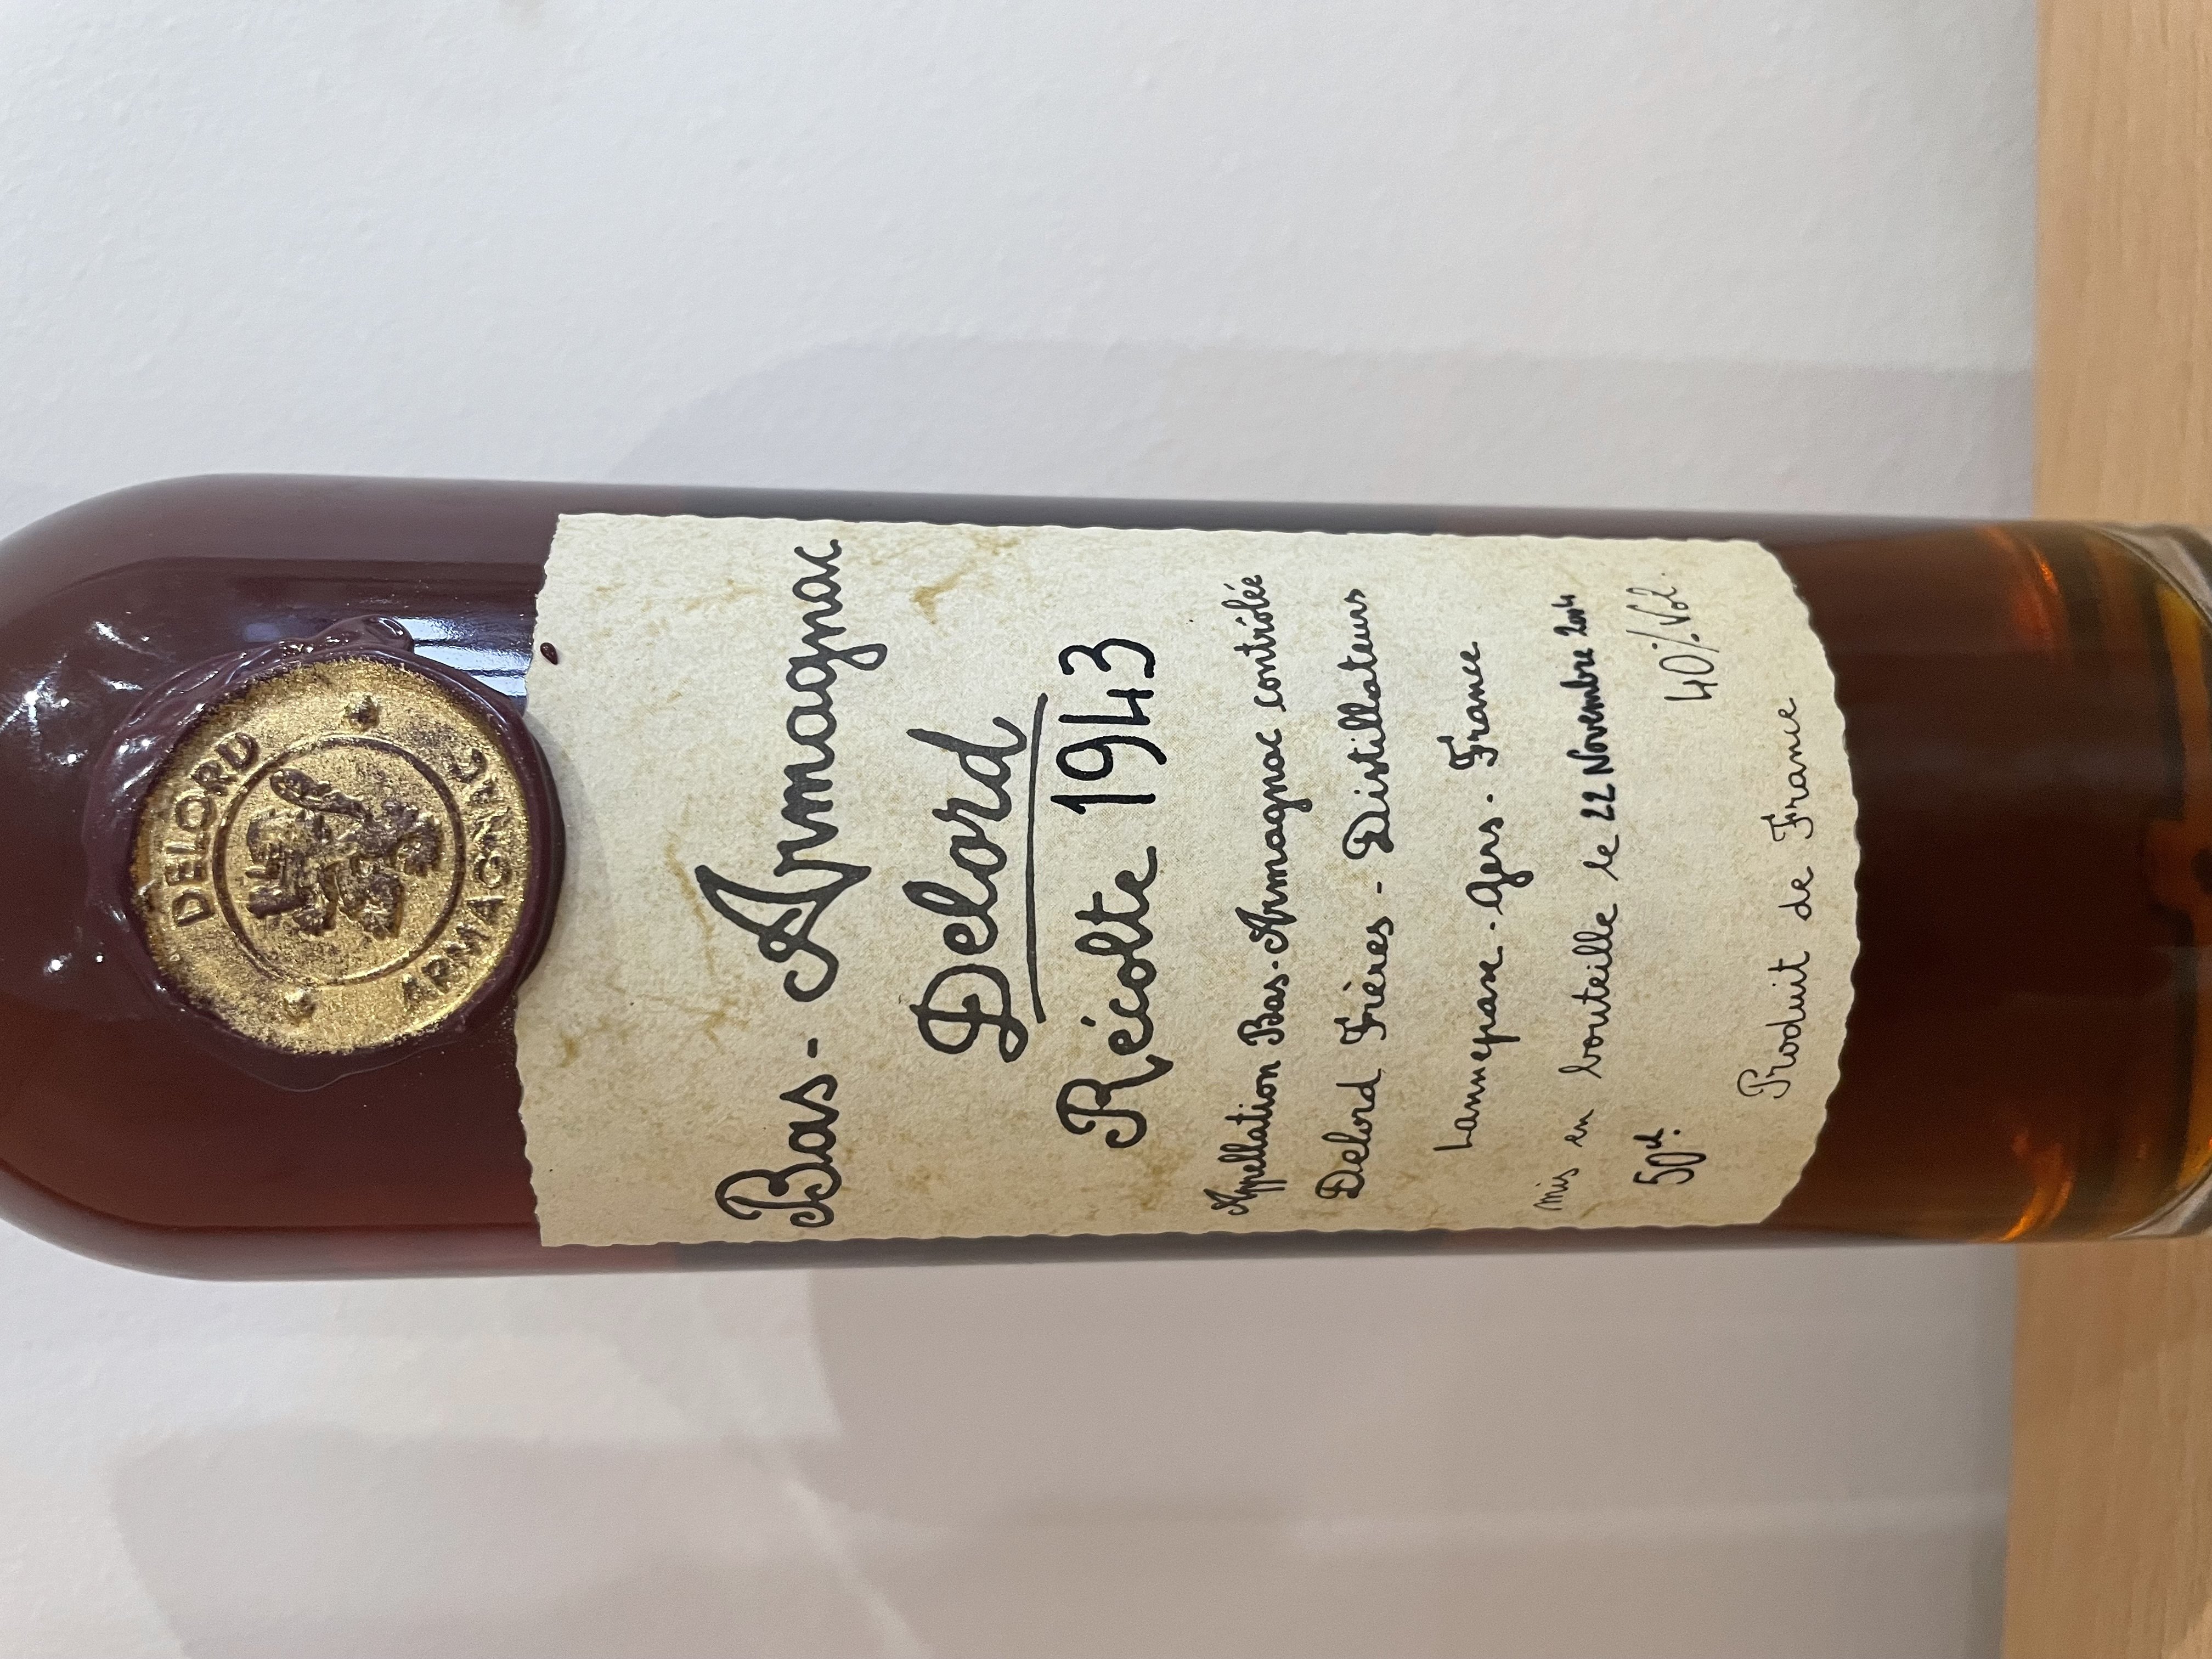 DELORD
ARMAGNAC
Bas-Armagnac
Delord
Récolte 1943
Appellation Bas-Armagnac contrôlée
Delord Frères - Distillateurs
Lannepax - Gers - France
mis en bouteille le 22 Novembre 2004
50cl. 40%Vol.
Produit de France